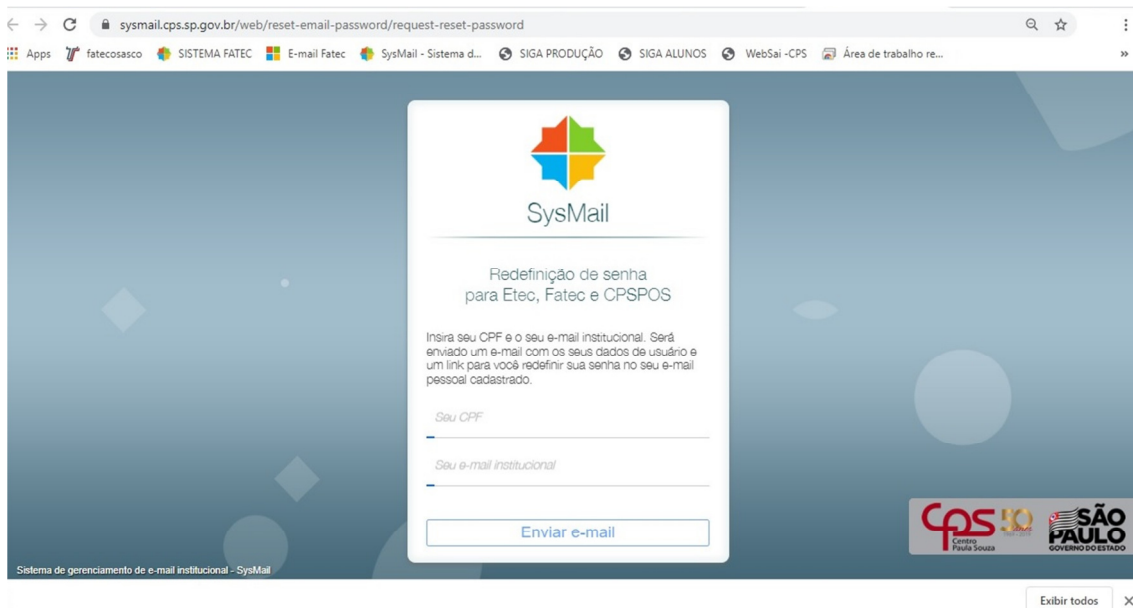 sysmail.cps.sp.gov.br/web/reset-email-password/request-reset-password
Apps fatecosasco SISTEMA FATEC E-mail Fatec SysMail - Sistema d... SIGA PRODUÇÃO SIGA ALUNOS WebSai -CPS Área de trabalho re... »
SysMail
Redefinição de senha
para Etec, Fatec e CPSPOS
Insira seu CPF e o seu e-mail institucional. Será
enviado um e-mail com os seus dados de usuário e
um link para você redefinir sua senha no seu e-mail
pessoal cadastrado.
Seu CPF
Seu e-mail institucional
Enviar e-mail
Cps 50
Centro
Paula Souza
SÃO
PAULO
GOVERNO DO ESTADO
Sistema de gerenciamento de e-mail institucional - SysMail
Exibir todos